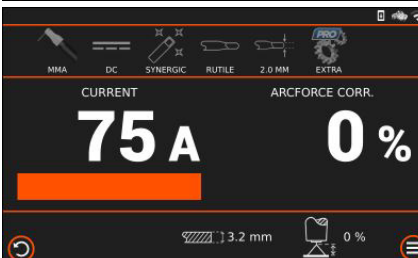 PRO
MMA DC SYNERGIC RUTILE 2.0 MM EXTRA
CURRENT ARCFORCE CORR.
75 A 0 %
3.2 mm 0 %